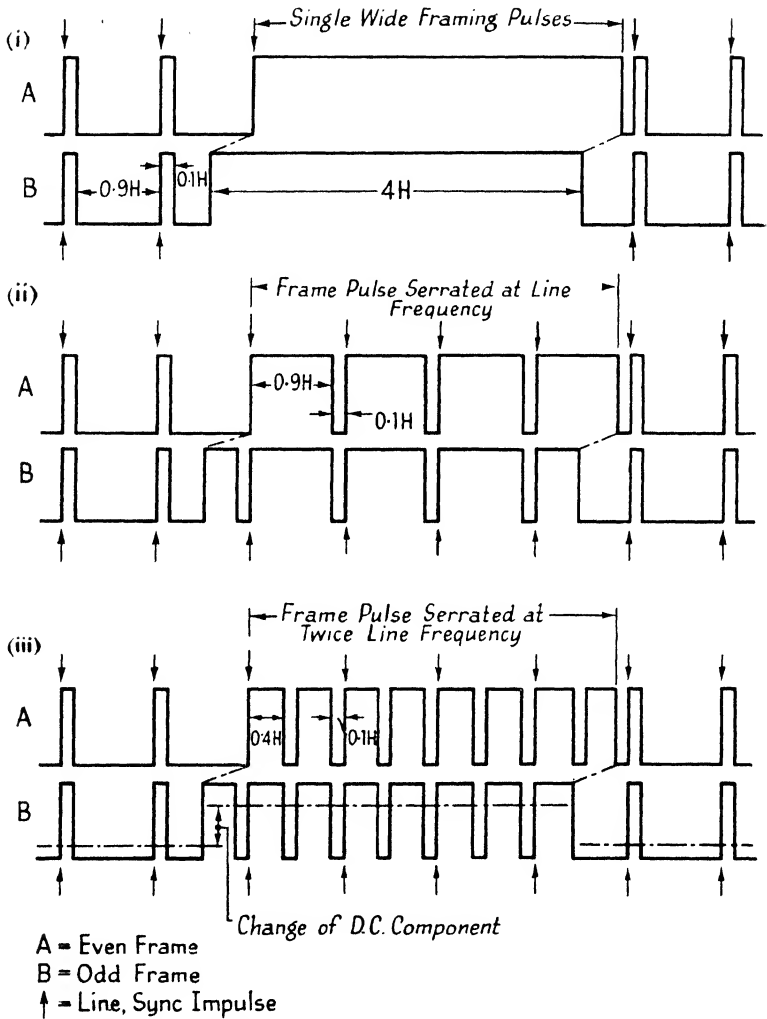 (i)
Single Wide Framing Pulses
A
B
0·9H
0·1H
4H
(ii)
Frame Pulse Serrated at Line
Frequency
A
0·9H
0·1H
B
(iii)
Frame Pulse Serrated at
Twice Line Frequency
A
0·4H
0·1H
B
Change of D.C. Component
A = Even Frame
B = Odd Frame
↑ = Line, Sync Impulse